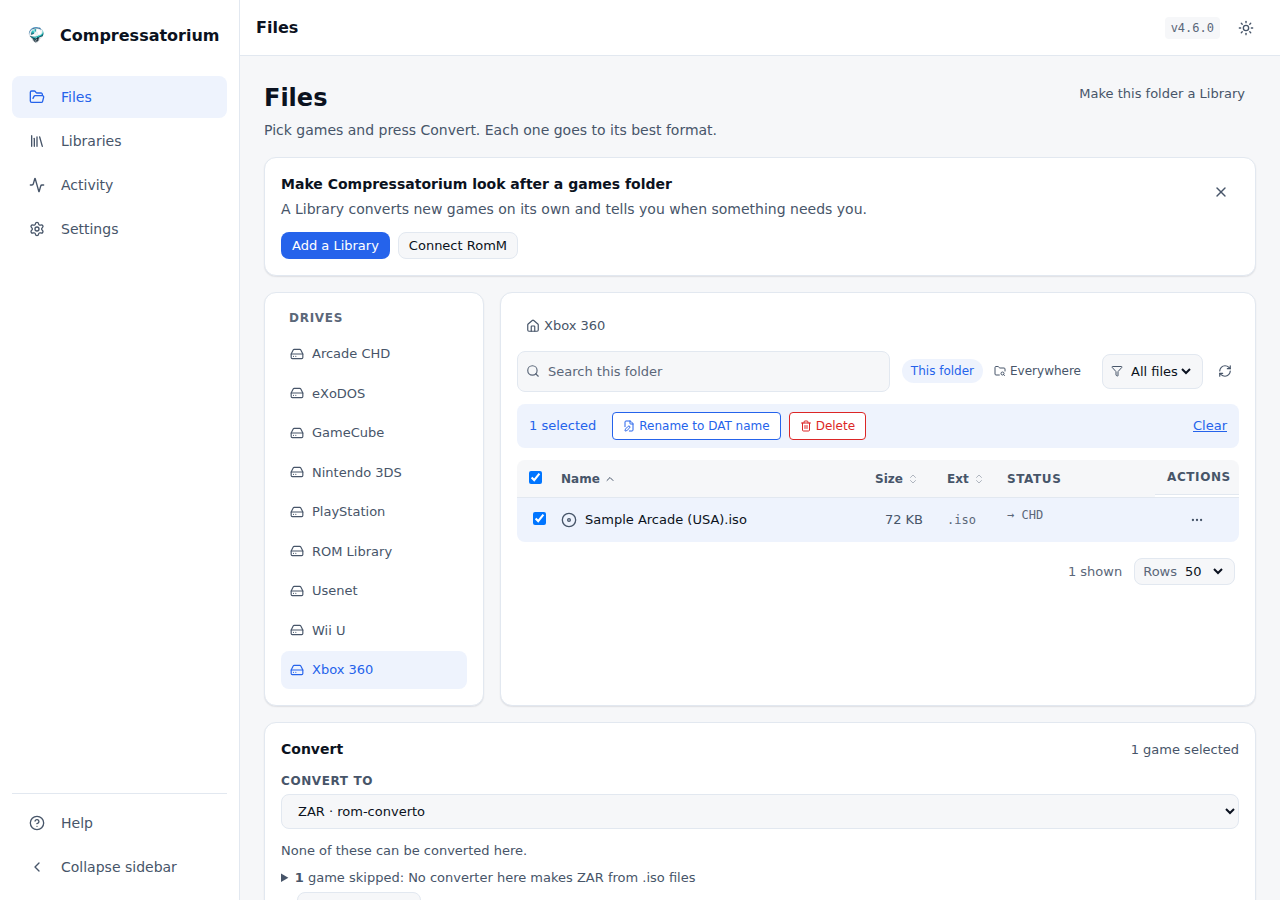 Compressatorium
Files
Libraries
Activity
Settings
Help
Collapse sidebar
Files
v4.6.0
Files
Make this folder a Library
Pick games and press Convert. Each one goes to its best format.
Make Compressatorium look after a games folder
A Library converts new games on its own and tells you when something needs you.
Add a Library
Connect RomM
DRIVES
Arcade CHD
eXoDOS
GameCube
Nintendo 3DS
PlayStation
ROM Library
Usenet
Wii U
Xbox 360
Xbox 360
Search this folder
This folder
Everywhere
All files
1 selected
Rename to DAT name
Delete
Clear
Name
Size
Ext
STATUS
ACTIONS
Sample Arcade (USA).iso
72 KB
.iso
→ CHD
1 shown
Rows 50
Convert
1 game selected
CONVERT TO
ZAR · rom-converto
None of these can be converted here.
1 game skipped: No converter here makes ZAR from .iso files